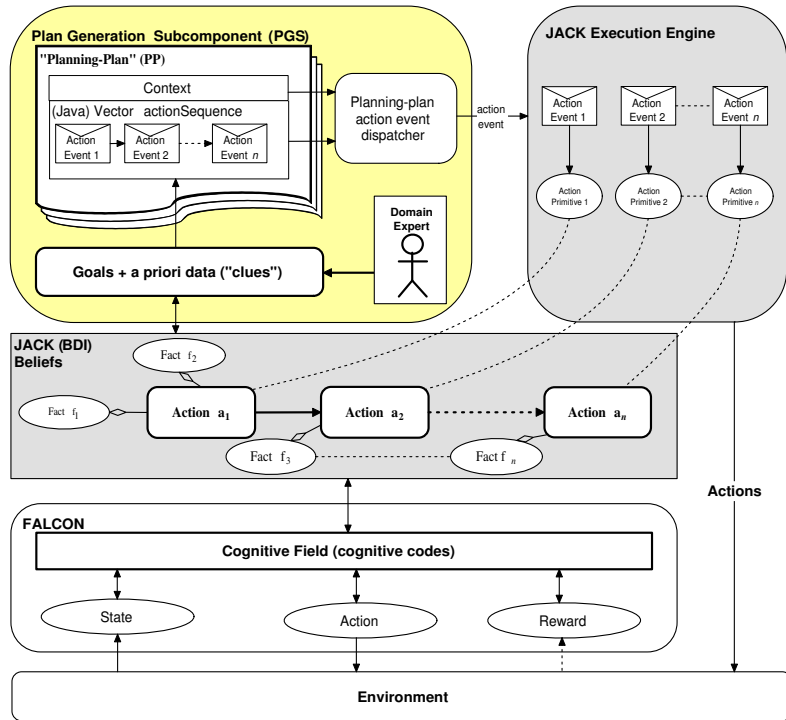 Plan Generation Subcomponent (PGS)
"Planning-Plan" (PP)
Context
(Java) Vector actionSequence
Action
Event 1
Action
Event 2
Action
Event n
Planning-plan
action event
dispatcher
action
event
JACK Execution Engine
Action
Event 1
Action
Event 2
Action
Event n
Action
Primitive 1
Action
Primitive 2
Action
Primitive n
Domain
Expert
Goals + a priori data ("clues")
JACK (BDI)
Beliefs
Fact f2
Fact f1
Action a1
Action a2
Action an
Fact f3
Fact f n
Actions
FALCON
Cognitive Field (cognitive codes)
State
Action
Reward
Environment